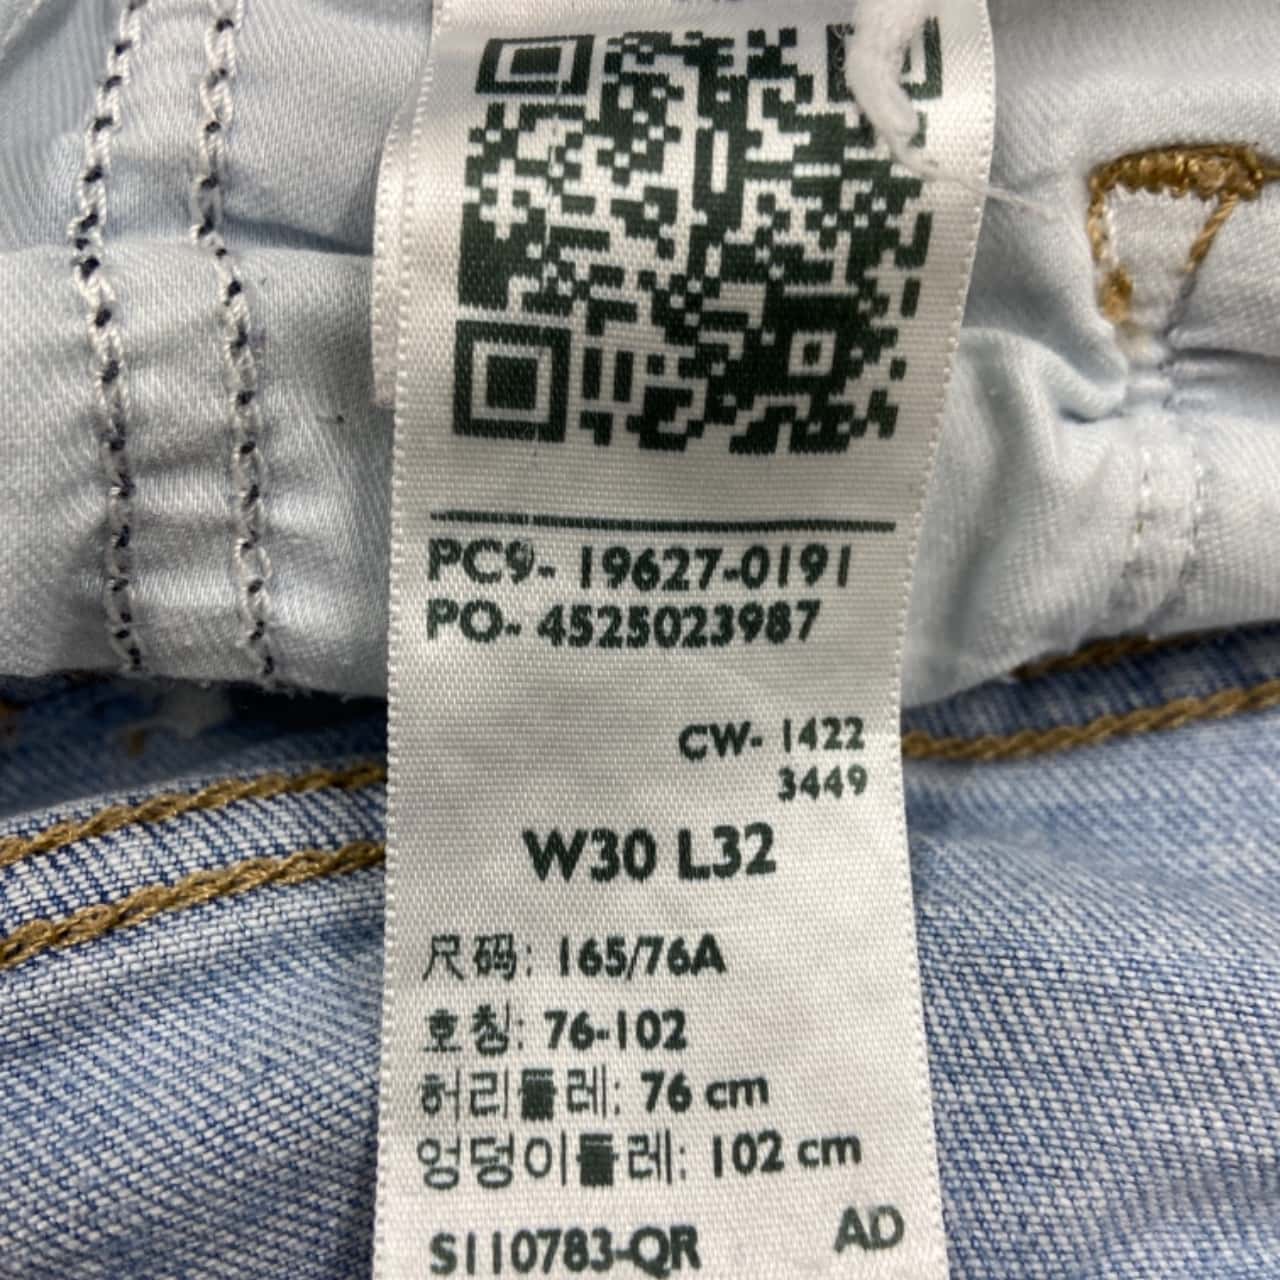 PC9- 19627-0191
PO- 4525023987
CW- 1422
3449
W30 L32
尺码: 165/76A
호칭: 76-102
허리둘레: 76 cm
엉덩이둘레: 102 cm
S110783-QR
AD